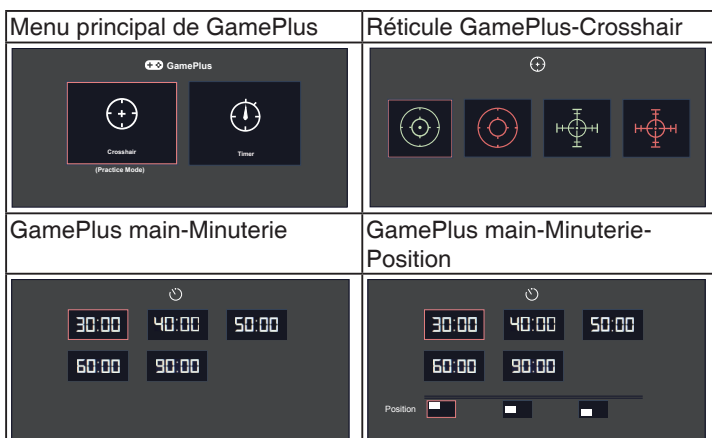 Menu principal de GamePlus
Réticule GamePlus-Crosshair
GamePlus
Crosshair
Timer
(Practice Mode)
GamePlus main-Minuterie
GamePlus main-Minuterie-
Position
30:00 40:00 50:00
60:00 90:00
30:00 40:00 50:00
60:00 90:00
Position